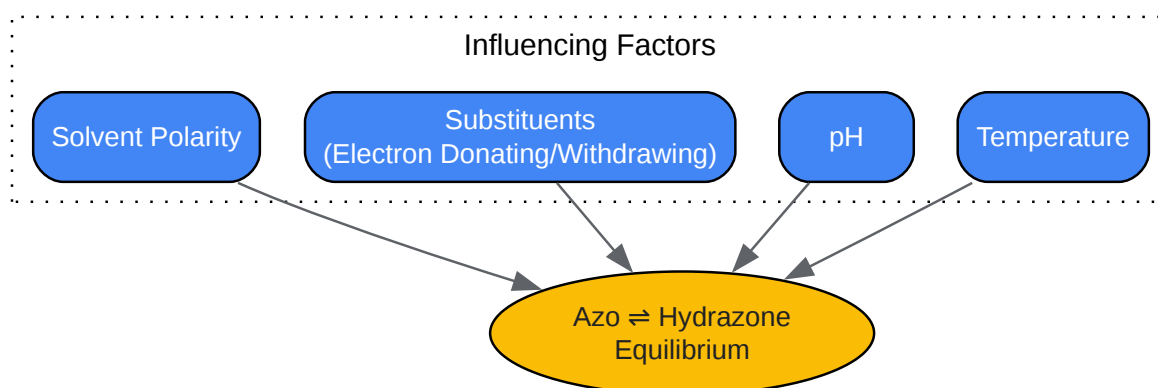 Influencing Factors
Solvent Polarity
Substituents
(Electron Donating/Withdrawing)
pH
Temperature
Azo ⇌ Hydrazone
Equilibrium